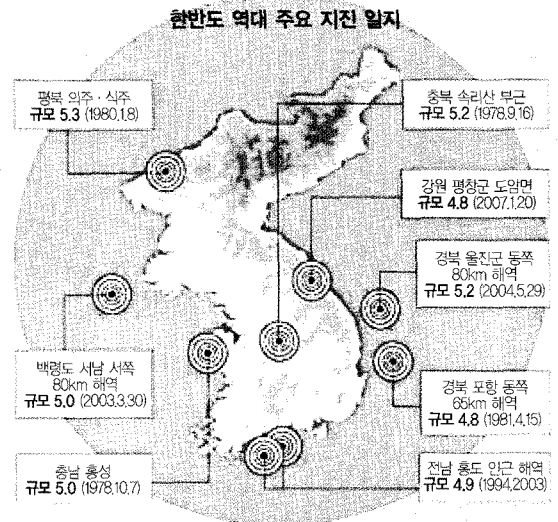 한반도 역대 주요 지진 일지
평북 의주·식주
규모 5.3 (1980.1.8)
충북 속리산 부근
규모 5.2 (1978.9.16)
강원 평창군 도암면
규모 4.8 (2007.1.20)
경북 울진군 동쪽
80km 해역
규모 5.2 (2004.5.29)
백령도 서남 서쪽
80km 해역
규모 5.0 (2003.3.30)
경북 포항 동쪽
65km 해역
규모 4.8 (1981.4.15)
충남 홍성
규모 5.0 (1978.10.7)
전남 홍도 인근 해역
규모 4.9 (1994,2003)